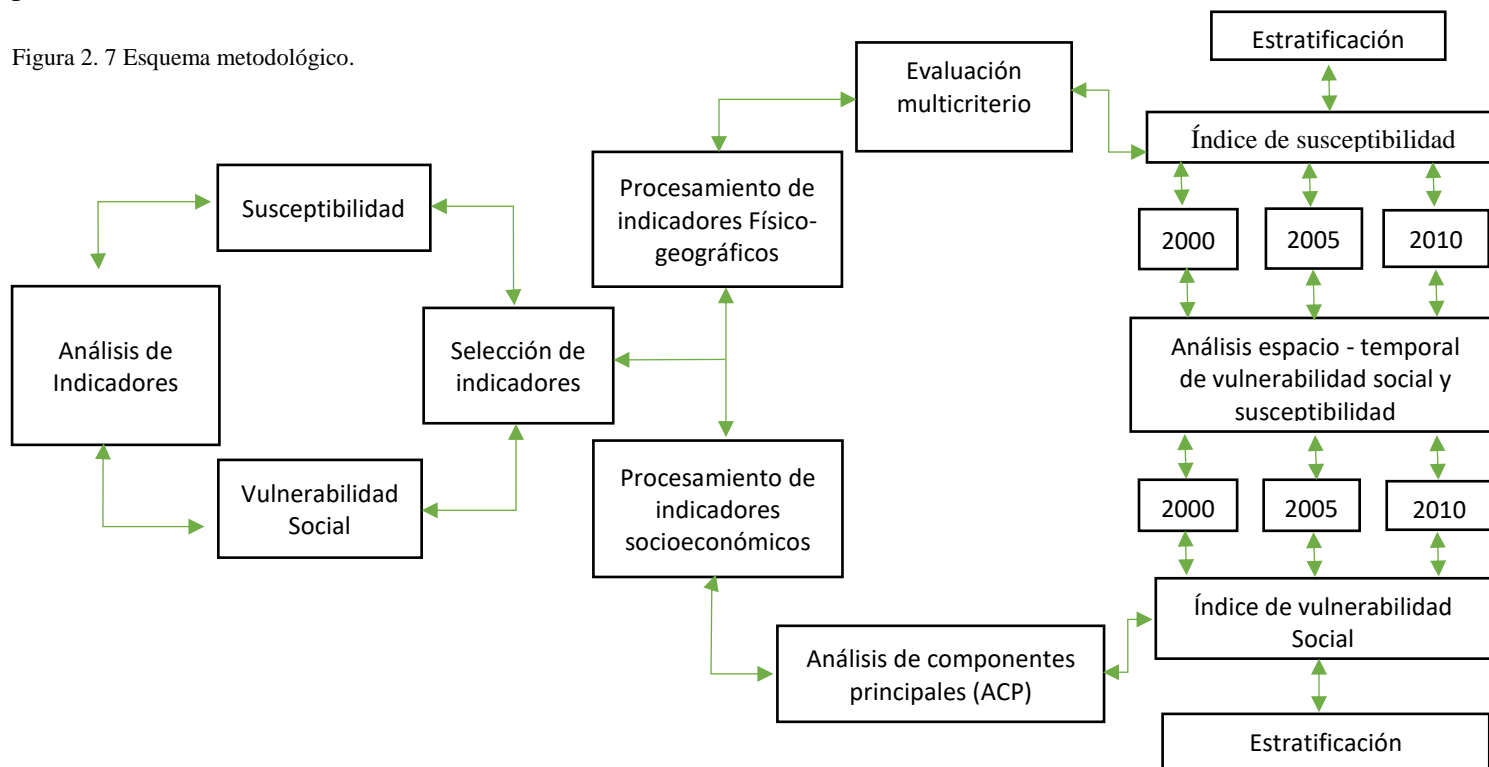 Figura 2. 7 Esquema metodológico.
Estratificación
Evaluación
multicriterio
Índice de susceptibilidad
Procesamiento de
indicadores Físico-
geográficos
Susceptibilidad
2000
2005
2010
Análisis de
Indicadores
Selección de
indicadores
Análisis espacio - temporal
de vulnerabilidad social y
susceptibilidad
Vulnerabilidad
Social
Procesamiento de
indicadores
socioeconómicos
2000
2005
2010
Índice de vulnerabilidad
Social
Análisis de componentes
principales (ACP)
Estratificación